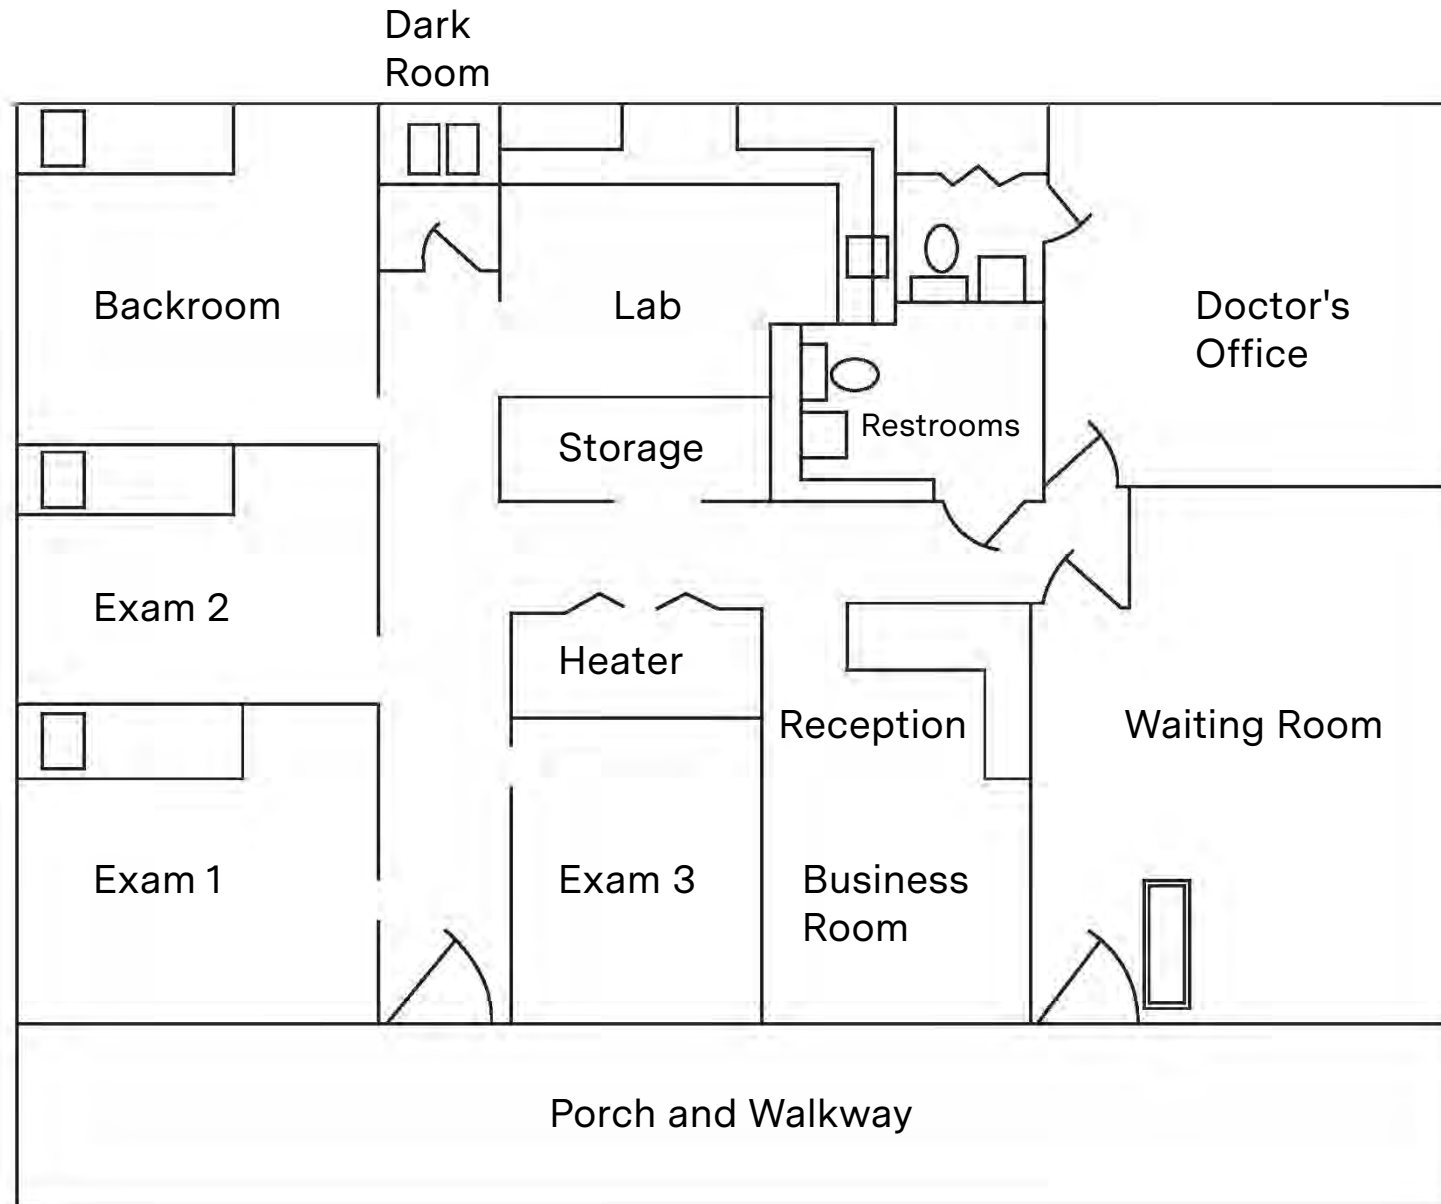 Dark
Room
Backroom
Lab
Doctor's
Office
Restrooms
Storage
Exam 2
Heater
Reception
Waiting Room
Exam 1
Exam 3
Business
Room
Porch and Walkway